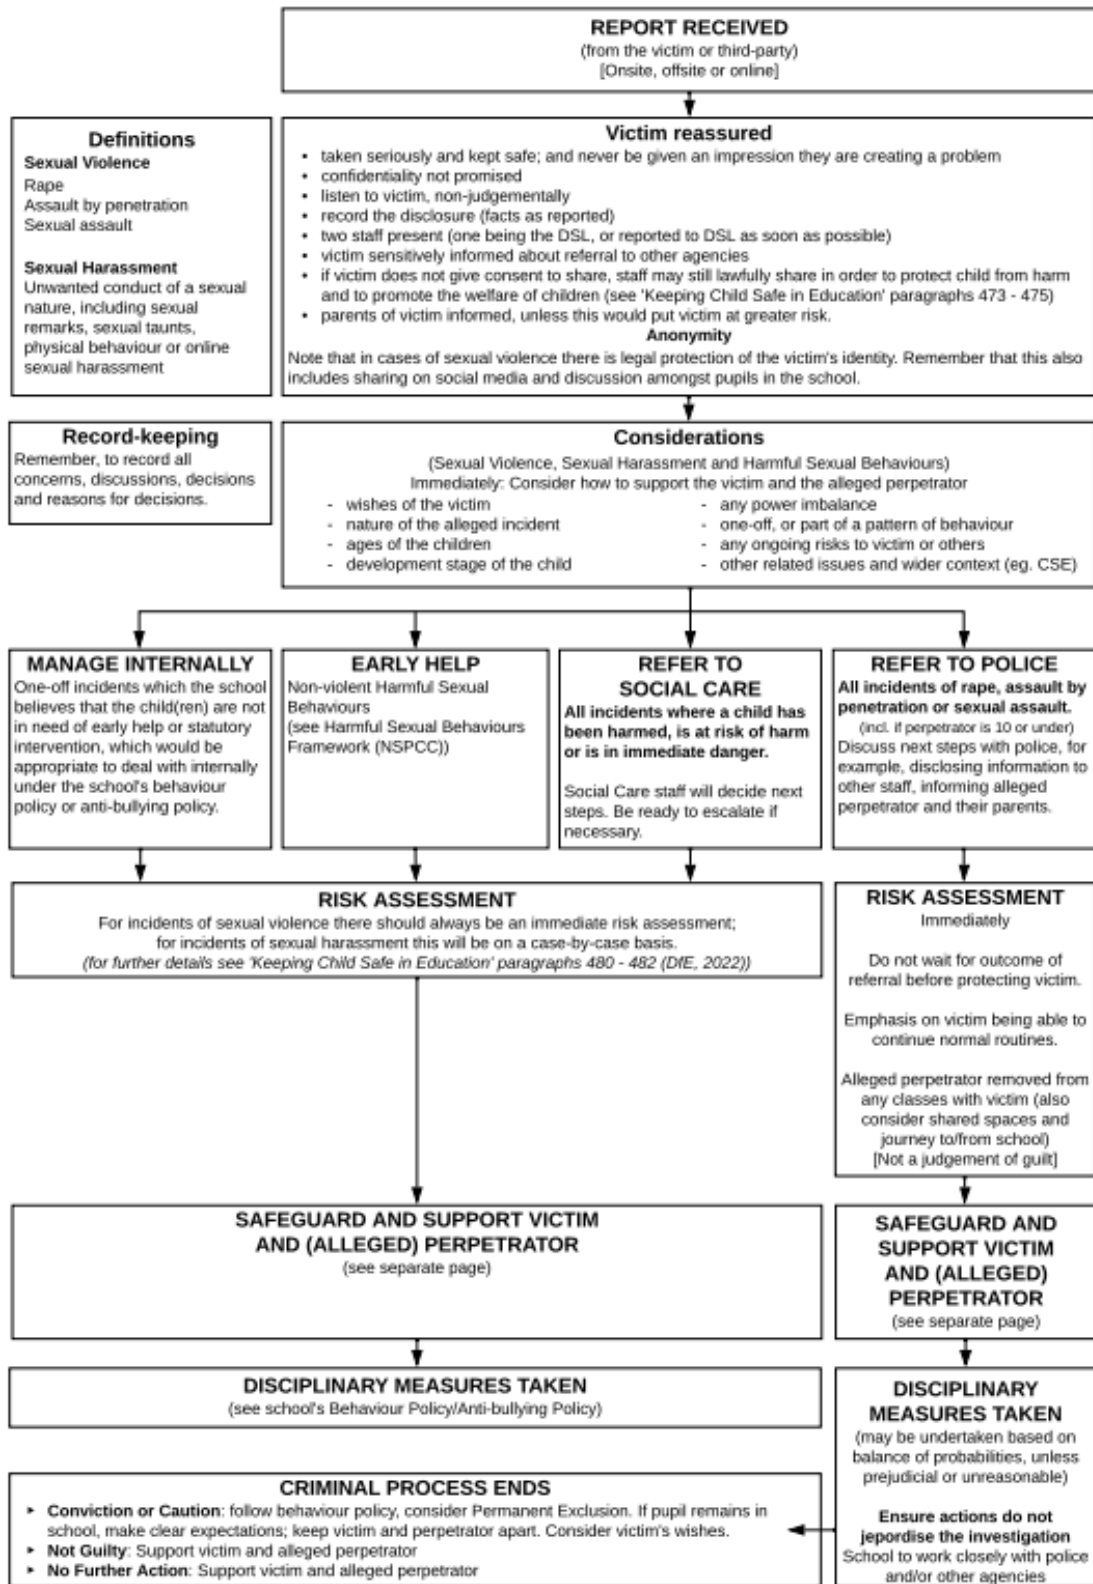 REPORT RECEIVED
(from the victim or third-party)
[Onsite, offsite or online]
Definitions
Sexual Violence
Rape
Assault by penetration
Sexual assault
Sexual Harassment
Unwanted conduct of a sexual
nature, including sexual
remarks, sexual taunts,
physical behaviour or online
sexual harassment
Victim reassured
• taken seriously and kept safe; and never be given an impression they are creating a problem
• confidentiality not promised
• listen to victim, non-judgementally
• record the disclosure (facts as reported)
• two staff present (one being the DSL, or reported to DSL as soon as possible)
• victim sensitively informed about referral to other agencies
• if victim does not give consent to share, staff may still lawfully share in order to protect child from harm
and to promote the welfare of children (see 'Keeping Child Safe in Education' paragraphs 473 - 475)
• parents of victim informed, unless this would put victim at greater risk.
Anonymity
Note that in cases of sexual violence there is legal protection of the victim's identity. Remember that this also
includes sharing on social media and discussion amongst pupils in the school.
Record-keeping
Remember, to record all
concerns, discussions, decisions
and reasons for decisions.
Considerations
(Sexual Violence, Sexual Harassment and Harmful Sexual Behaviours)
Immediately: Consider how to support the victim and the alleged perpetrator
- wishes of the victim
- nature of the alleged incident
- ages of the children
- development stage of the child
- any power imbalance
- one-off, or part of a pattern of behaviour
- any ongoing risks to victim or others
- other related issues and wider context (eg. CSE)
MANAGE INTERNALLY
One-off incidents which the school
believes that the child(ren) are not
in need of early help or statutory
intervention, which would be
appropriate to deal with internally
under the school's behaviour
policy or anti-bullying policy.
EARLY HELP
Non-violent Harmful Sexual
Behaviours
(see Harmful Sexual Behaviours
Framework (NSPCC))
REFER TO
SOCIAL CARE
All incidents where a child has
been harmed, is at risk of harm
or is in immediate danger.
Social Care staff will decide next
steps. Be ready to escalate if
necessary.
REFER TO POLICE
All incidents of rape, assault by
penetration or sexual assault.
(incl. if perpetrator is 10 or under)
Discuss next steps with police, for
example, disclosing information to
other staff, informing alleged
perpetrator and their parents.
RISK ASSESSMENT
For incidents of sexual violence there should always be an immediate risk assessment;
for incidents of sexual harassment this will be on a case-by-case basis.
(for further details see 'Keeping Child Safe in Education' paragraphs 480 - 482 (DfE, 2022))
RISK ASSESSMENT
Immediately
Do not wait for outcome of
referral before protecting victim.
Emphasis on victim being able to
continue normal routines.
Alleged perpetrator removed from
any classes with victim (also
consider shared spaces and
journey to/from school)
[Not a judgement of guilt]
SAFEGUARD AND SUPPORT VICTIM
AND (ALLEGED) PERPETRATOR
(see separate page)
SAFEGUARD AND
SUPPORT VICTIM
AND (ALLEGED)
PERPETRATOR
(see separate page)
DISCIPLINARY MEASURES TAKEN
(see school's Behaviour Policy/Anti-bullying Policy)
DISCIPLINARY
MEASURES TAKEN
(may be undertaken based on
balance of probabilities, unless
prejudicial or unreasonable)
Ensure actions do not
jepordise the investigation
School to work closely with police
and/or other agencies
CRIMINAL PROCESS ENDS
▸ Conviction or Caution: follow behaviour policy, consider Permanent Exclusion. If pupil remains in
school, make clear expectations; keep victim and perpetrator apart. Consider victim's wishes.
▸ Not Guilty: Support victim and alleged perpetrator
▸ No Further Action: Support victim and alleged perpetrator